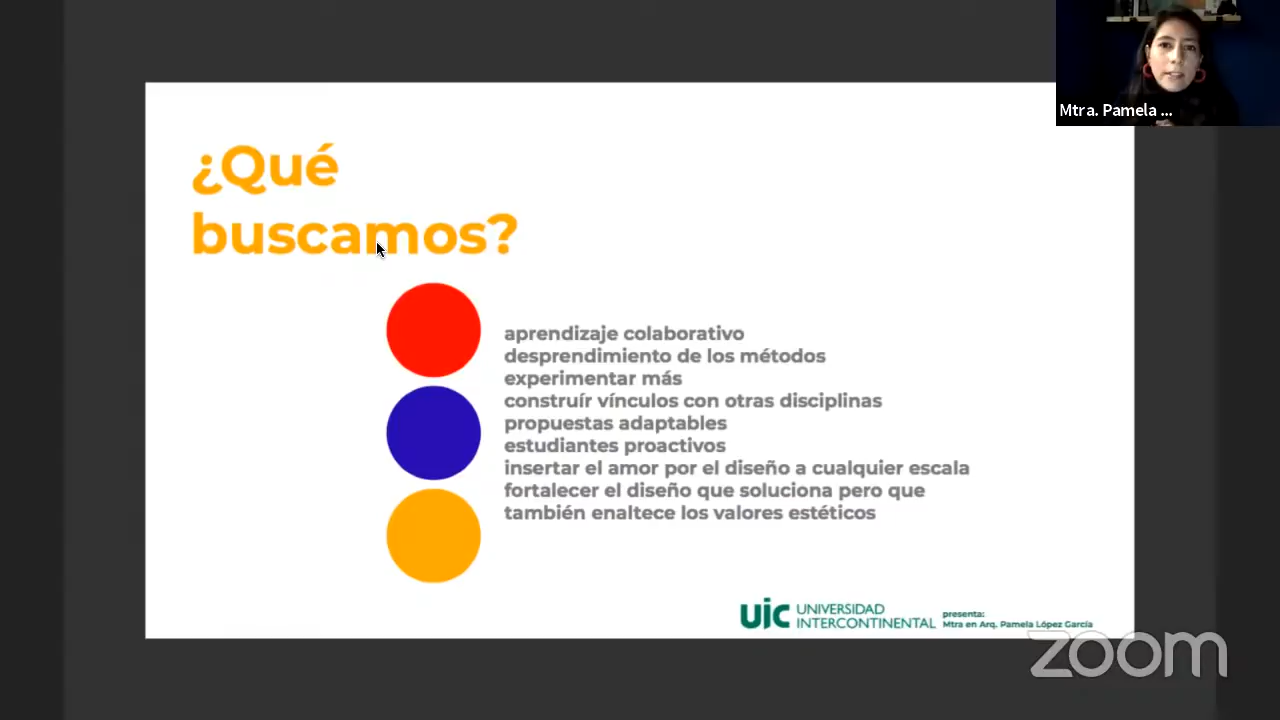 Mtra. Pamela ...
¿Qué
buscamos?
aprendizaje colaborativo
desprendimiento de los métodos
experimentar más
construír vínculos con otras disciplinas
propuestas adaptables
estudiantes proactivos
insertar el amor por el diseño a cualquier escala
fortalecer el diseño que soluciona pero que
también enaltece los valores estéticos
uic UNIVERSIDAD
INTERCONTINENTAL
presenta:
Mtra en Arq. Pamela López García
zoom